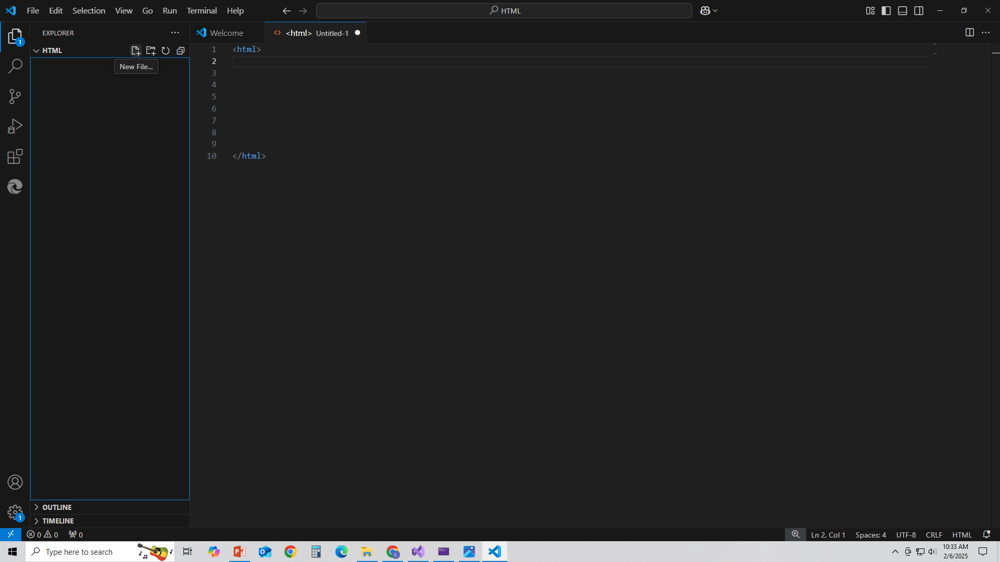 File Edit Selection View Go Run Terminal Help
HTML
EXPLORER
Welcome
<html> Untitled-1
HTML
New File...
1 <html>
2
3
4
5
6
7
8
9
10 </html>
1
OUTLINE
1
TIMELINE
0 0 0
Ln 2, Col 1 Spaces: 4 UTF-8 CRLF HTML
Type here to search
L
10:33 AM
2/6/2025